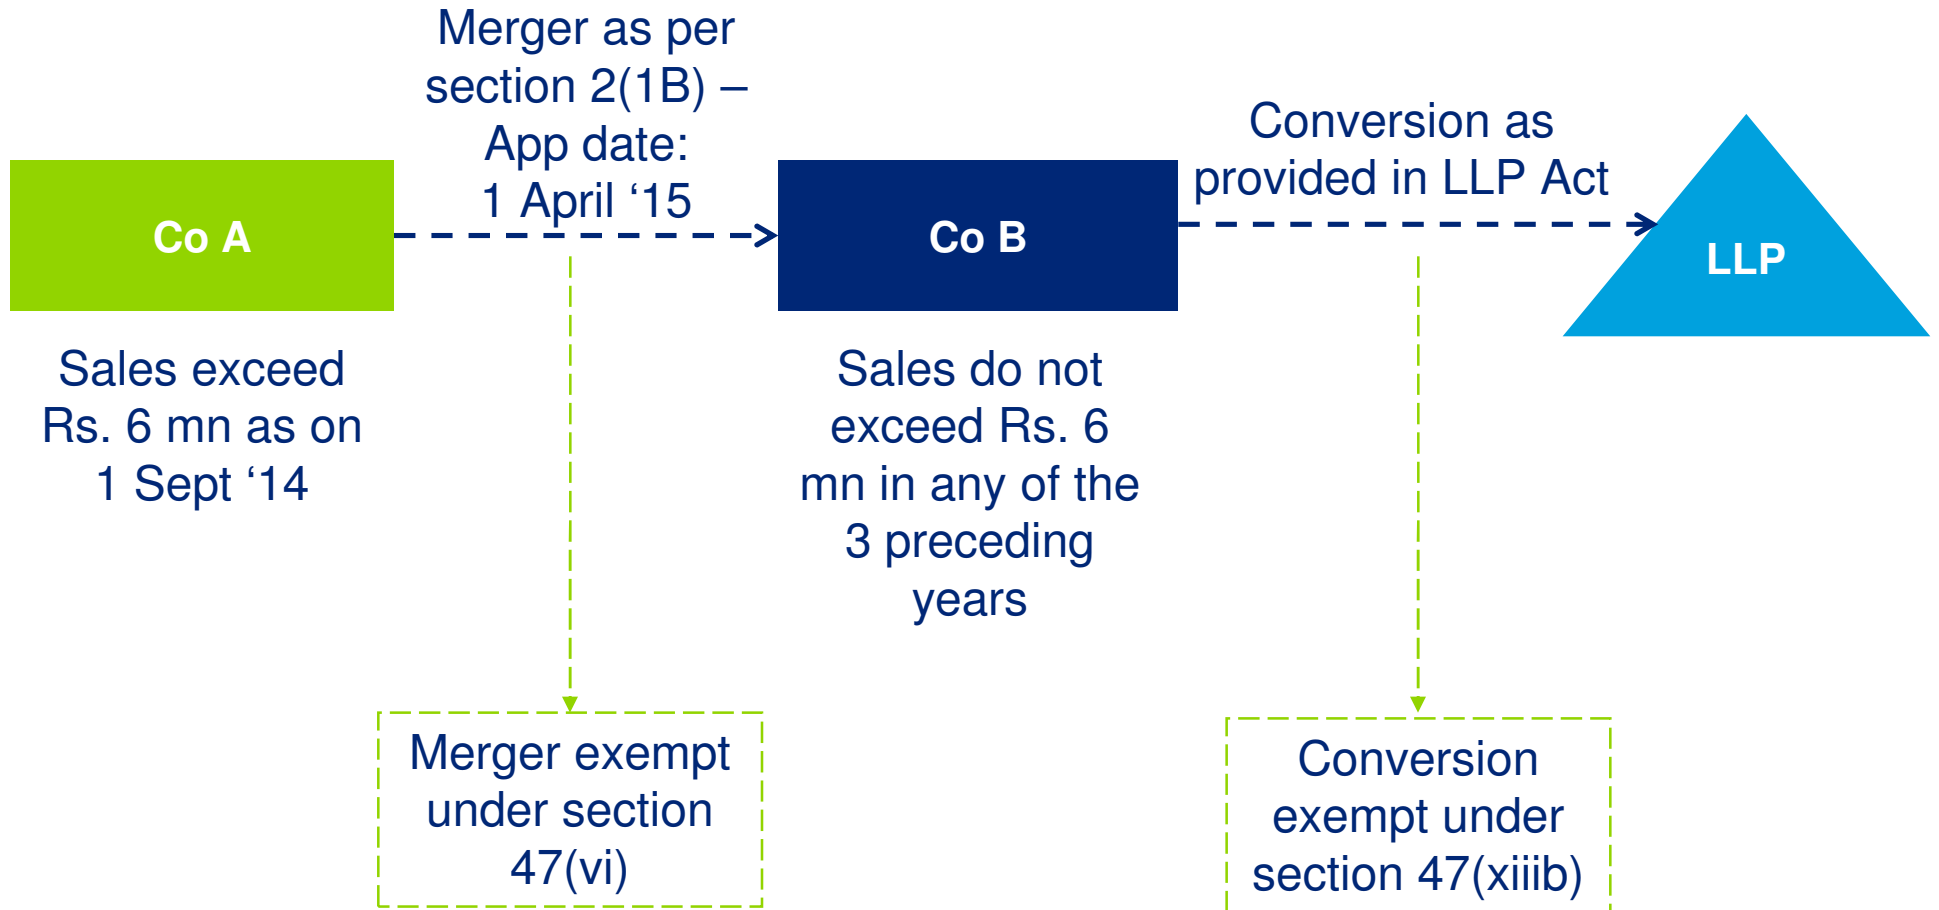 Merger as per
section 2(1B) –
App date:
1 April ‘15
Conversion as
provided in LLP Act
Co A
Co B
LLP
Sales exceed
Rs. 6 mn as on
1 Sept ‘14
Sales do not
exceed Rs. 6
mn in any of the
3 preceding
years
Merger exempt
under section
47(vi)
Conversion
exempt under
section 47(xiiib)